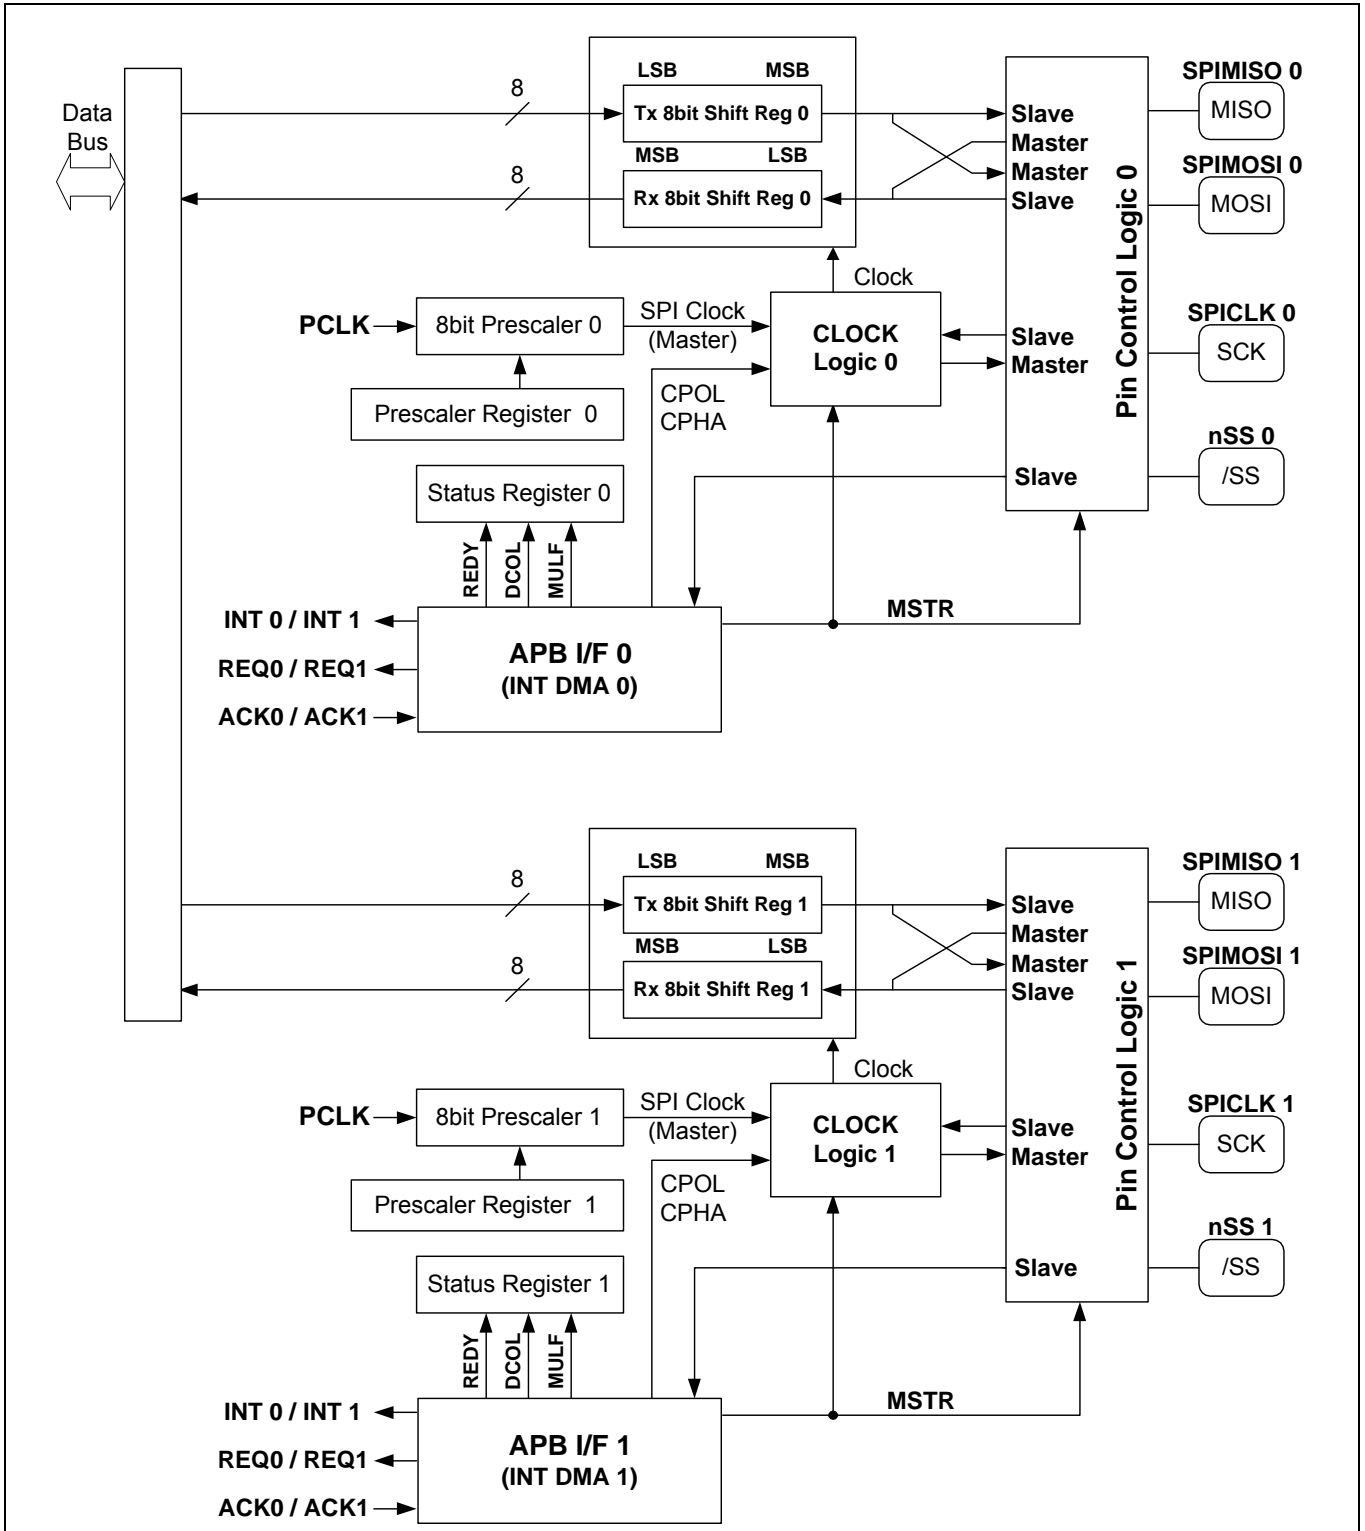 Data
Bus
8
LSB MSB
Tx 8bit Shift Reg 0
MSB LSB
8
Rx 8bit Shift Reg 0
Slave
Master
Master
Slave
Pin Control Logic 0
SPIMISO 0
MISO
SPIMOSI 0
MOSI
Clock
PCLK
8bit Prescaler 0
SPI Clock
(Master)
CLOCK
Logic 0
Slave
Master
SPICLK 0
SCK
Prescaler Register 0
CPOL
CPHA
nSS 0
/SS
Slave
Status Register 0
REDY
DCOL
MULF
MSTR
INT 0 / INT 1
REQ0 / REQ1
ACK0 / ACK1
APB I/F 0
(INT DMA 0)
8
LSB MSB
Tx 8bit Shift Reg 1
MSB LSB
8
Rx 8bit Shift Reg 1
Slave
Master
Master
Slave
Pin Control Logic 1
SPIMISO 1
MISO
SPIMOSI 1
MOSI
Clock
PCLK
8bit Prescaler 1
SPI Clock
(Master)
CLOCK
Logic 1
Slave
Master
SPICLK 1
SCK
Prescaler Register 1
CPOL
CPHA
nSS 1
/SS
Slave
Status Register 1
REDY
DCOL
MULF
MSTR
INT 0 / INT 1
REQ0 / REQ1
ACK0 / ACK1
APB I/F 1
(INT DMA 1)